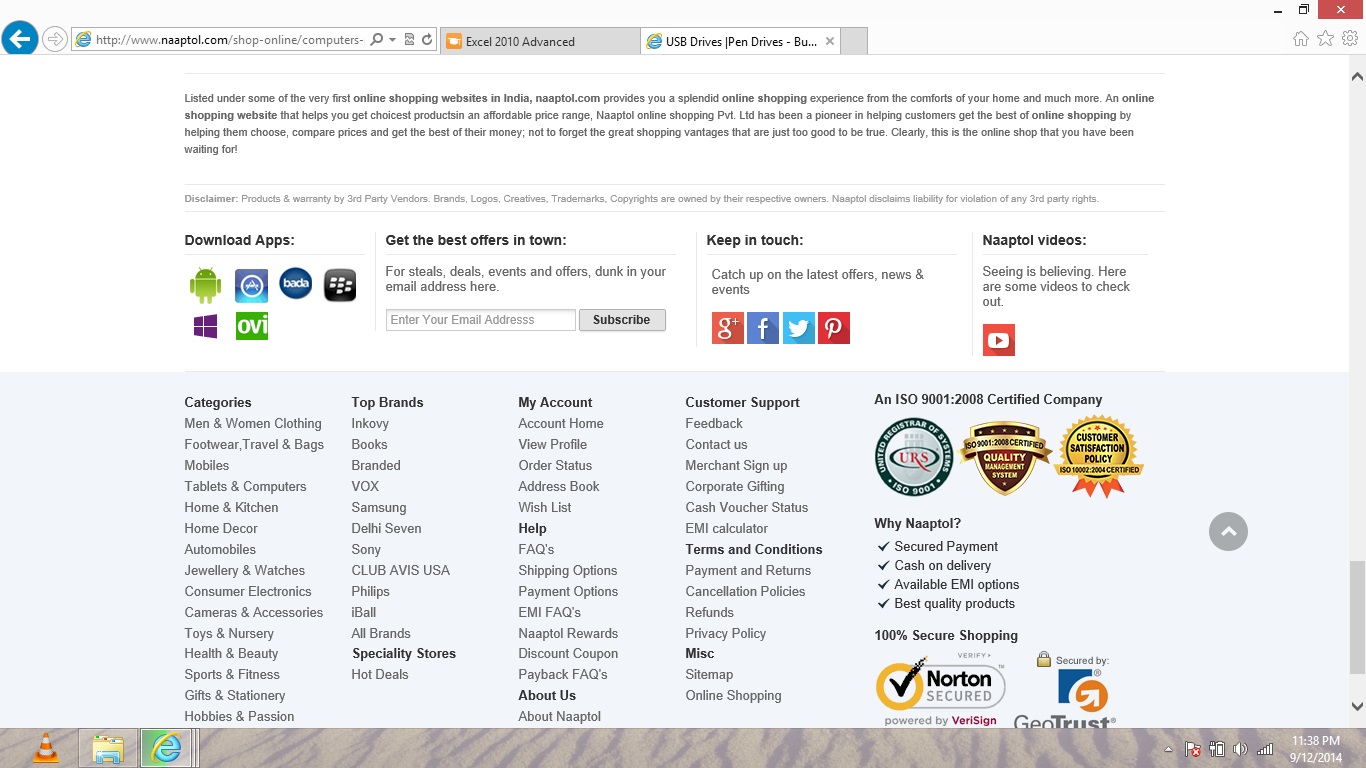 http://www.naaptol.com/shop-online/computers-
Excel 2010 Advanced
USB Drives |Pen Drives - Bu...
Listed under some of the very first online shopping websites in India, naaptol.com provides you a splendid online shopping experience from the comforts of your home and much more. An online
shopping website that helps you get choicest productsin an affordable price range, Naaptol online shopping Pvt. Ltd has been a pioneer in helping customers get the best of online shopping by
helping them choose, compare prices and get the best of their money; not to forget the great shopping vantages that are just too good to be true. Clearly, this is the online shop that you have been
waiting for!
Disclaimer: Products & warranty by 3rd Party Vendors. Brands, Logos, Creatives, Trademarks, Copyrights are owned by their respective owners. Naaptol disclaims liability for violation of any 3rd party rights.
Download Apps:
bada
ovi
Get the best offers in town:
For steals, deals, events and offers, dunk in your
email address here.
Enter Your Email Addresss
Subscribe
Keep in touch:
Catch up on the latest offers, news &
events
g+
f
Naaptol videos:
Seeing is believing. Here
are some videos to check
out.
Categories
Men & Women Clothing
Footwear,Travel & Bags
Mobiles
Tablets & Computers
Home & Kitchen
Home Decor
Automobiles
Jewellery & Watches
Consumer Electronics
Cameras & Accessories
Toys & Nursery
Health & Beauty
Sports & Fitness
Gifts & Stationery
Hobbies & Passion
Top Brands
Inkovy
Books
Branded
VOX
Samsung
Delhi Seven
Sony
CLUB AVIS USA
Philips
iBall
All Brands
Speciality Stores
Hot Deals
My Account
Account Home
View Profile
Order Status
Address Book
Wish List
Help
FAQ's
Shipping Options
Payment Options
EMI FAQ's
Naaptol Rewards
Discount Coupon
Payback FAQ's
About Us
About Naaptol
Customer Support
Feedback
Contact us
Merchant Sign up
Corporate Gifting
Cash Voucher Status
EMI calculator
Terms and Conditions
Payment and Returns
Cancellation Policies
Refunds
Privacy Policy
Misc
Sitemap
Online Shopping
An ISO 9001:2008 Certified Company
UNITED REGISTRAR OF SYSTEMS
URS
ISO 9001
ISO 9001:2008 CERTIFIED
QUALITY
MANAGEMENT
SYSTEM
CUSTOMER
SATISFACTION
POLICY
ISO 10002:2004 CERTIFIED
Why Naaptol?
Secured Payment
Cash on delivery
Available EMI options
Best quality products
100% Secure Shopping
VERIFY
Norton
SECURED
powered by VeriSign
Secured by:
GeoTrust®
11:38 PM
9/12/2014